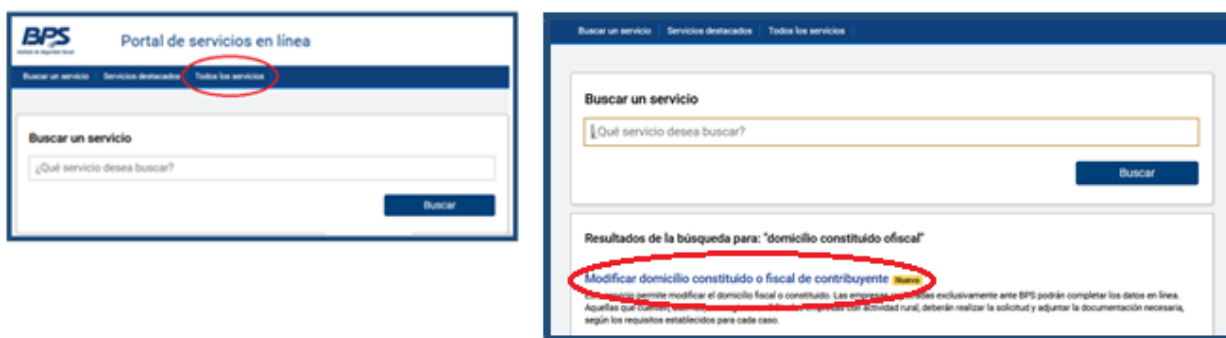 BPS
Portal de servicios en línea
Buscar un servicio Servicios destacados Todos los servicios
Buscar un servicio
¿Qué servicio desea buscar?
Buscar
Buscar un servicio Servicios destacados Todos los servicios
Buscar un servicio
¿Qué servicio desea buscar?
Buscar
Resultados de la búsqueda para: "domicilio constituido ofiscal"
Modificar domicilio constituido o fiscal de contribuyente Nuevo
servicio permite modificar el domicilio fiscal o constituido. Las empresas exclusivamente ante BPS podrán completar los datos en línea.
Aquellas que empresas con actividad rural, deberán realizar la solicitud y adjuntar la documentación necesaria,
según los requisitos establecidos para cada caso.